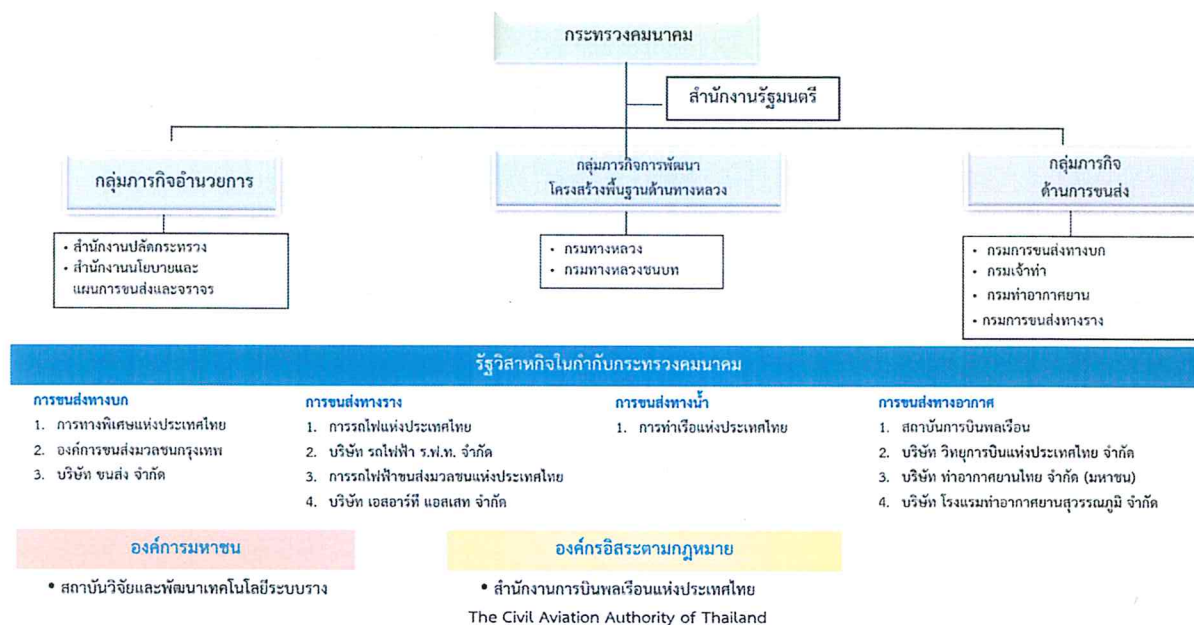 กระทรวงคมนาคม
สำนักงานรัฐมนตรี
กลุ่มภารกิจอำนวยการ
• สำนักงานปลัดกระทรวง
• สำนักงานนโยบายและ
แผนการขนส่งและจราจร
กลุ่มภารกิจการพัฒนา
โครงสร้างพื้นฐานด้านทางหลวง
• กรมทางหลวง
• กรมทางหลวงชนบท
กลุ่มภารกิจ
ด้านการขนส่ง
• กรมการขนส่งทางบก
• กรมเจ้าท่า
• กรมท่าอากาศยาน
• กรมการขนส่งทางราง
รัฐวิสาหกิจในกำกับกระทรวงคมนาคม
การขนส่งทางบก
1. การทางพิเศษแห่งประเทศไทย
2. องค์การขนส่งมวลชนกรุงเทพ
3. บริษัท ขนส่ง จำกัด
การขนส่งทางราง
1. การรถไฟแห่งประเทศไทย
2. บริษัท รถไฟฟ้า ร.ฟ.ท. จำกัด
3. การรถไฟฟ้าขนส่งมวลชนแห่งประเทศไทย
4. บริษัท เอสอาร์ที แอสเสท จำกัด
การขนส่งทางน้ำ
1. การท่าเรือแห่งประเทศไทย
การขนส่งทางอากาศ
1. สถาบันการบินพลเรือน
2. บริษัท วิทยุการบินแห่งประเทศไทย จำกัด
3. บริษัท ท่าอากาศยานไทย จำกัด (มหาชน)
4. บริษัท โรงแรมท่าอากาศยานสุวรรณภูมิ จำกัด
องค์การมหาชน
• สถาบันวิจัยและพัฒนาเทคโนโลยีระบบราง
องค์กรอิสระตามกฎหมาย
• สำนักงานการบินพลเรือนแห่งประเทศไทย
The Civil Aviation Authority of Thailand